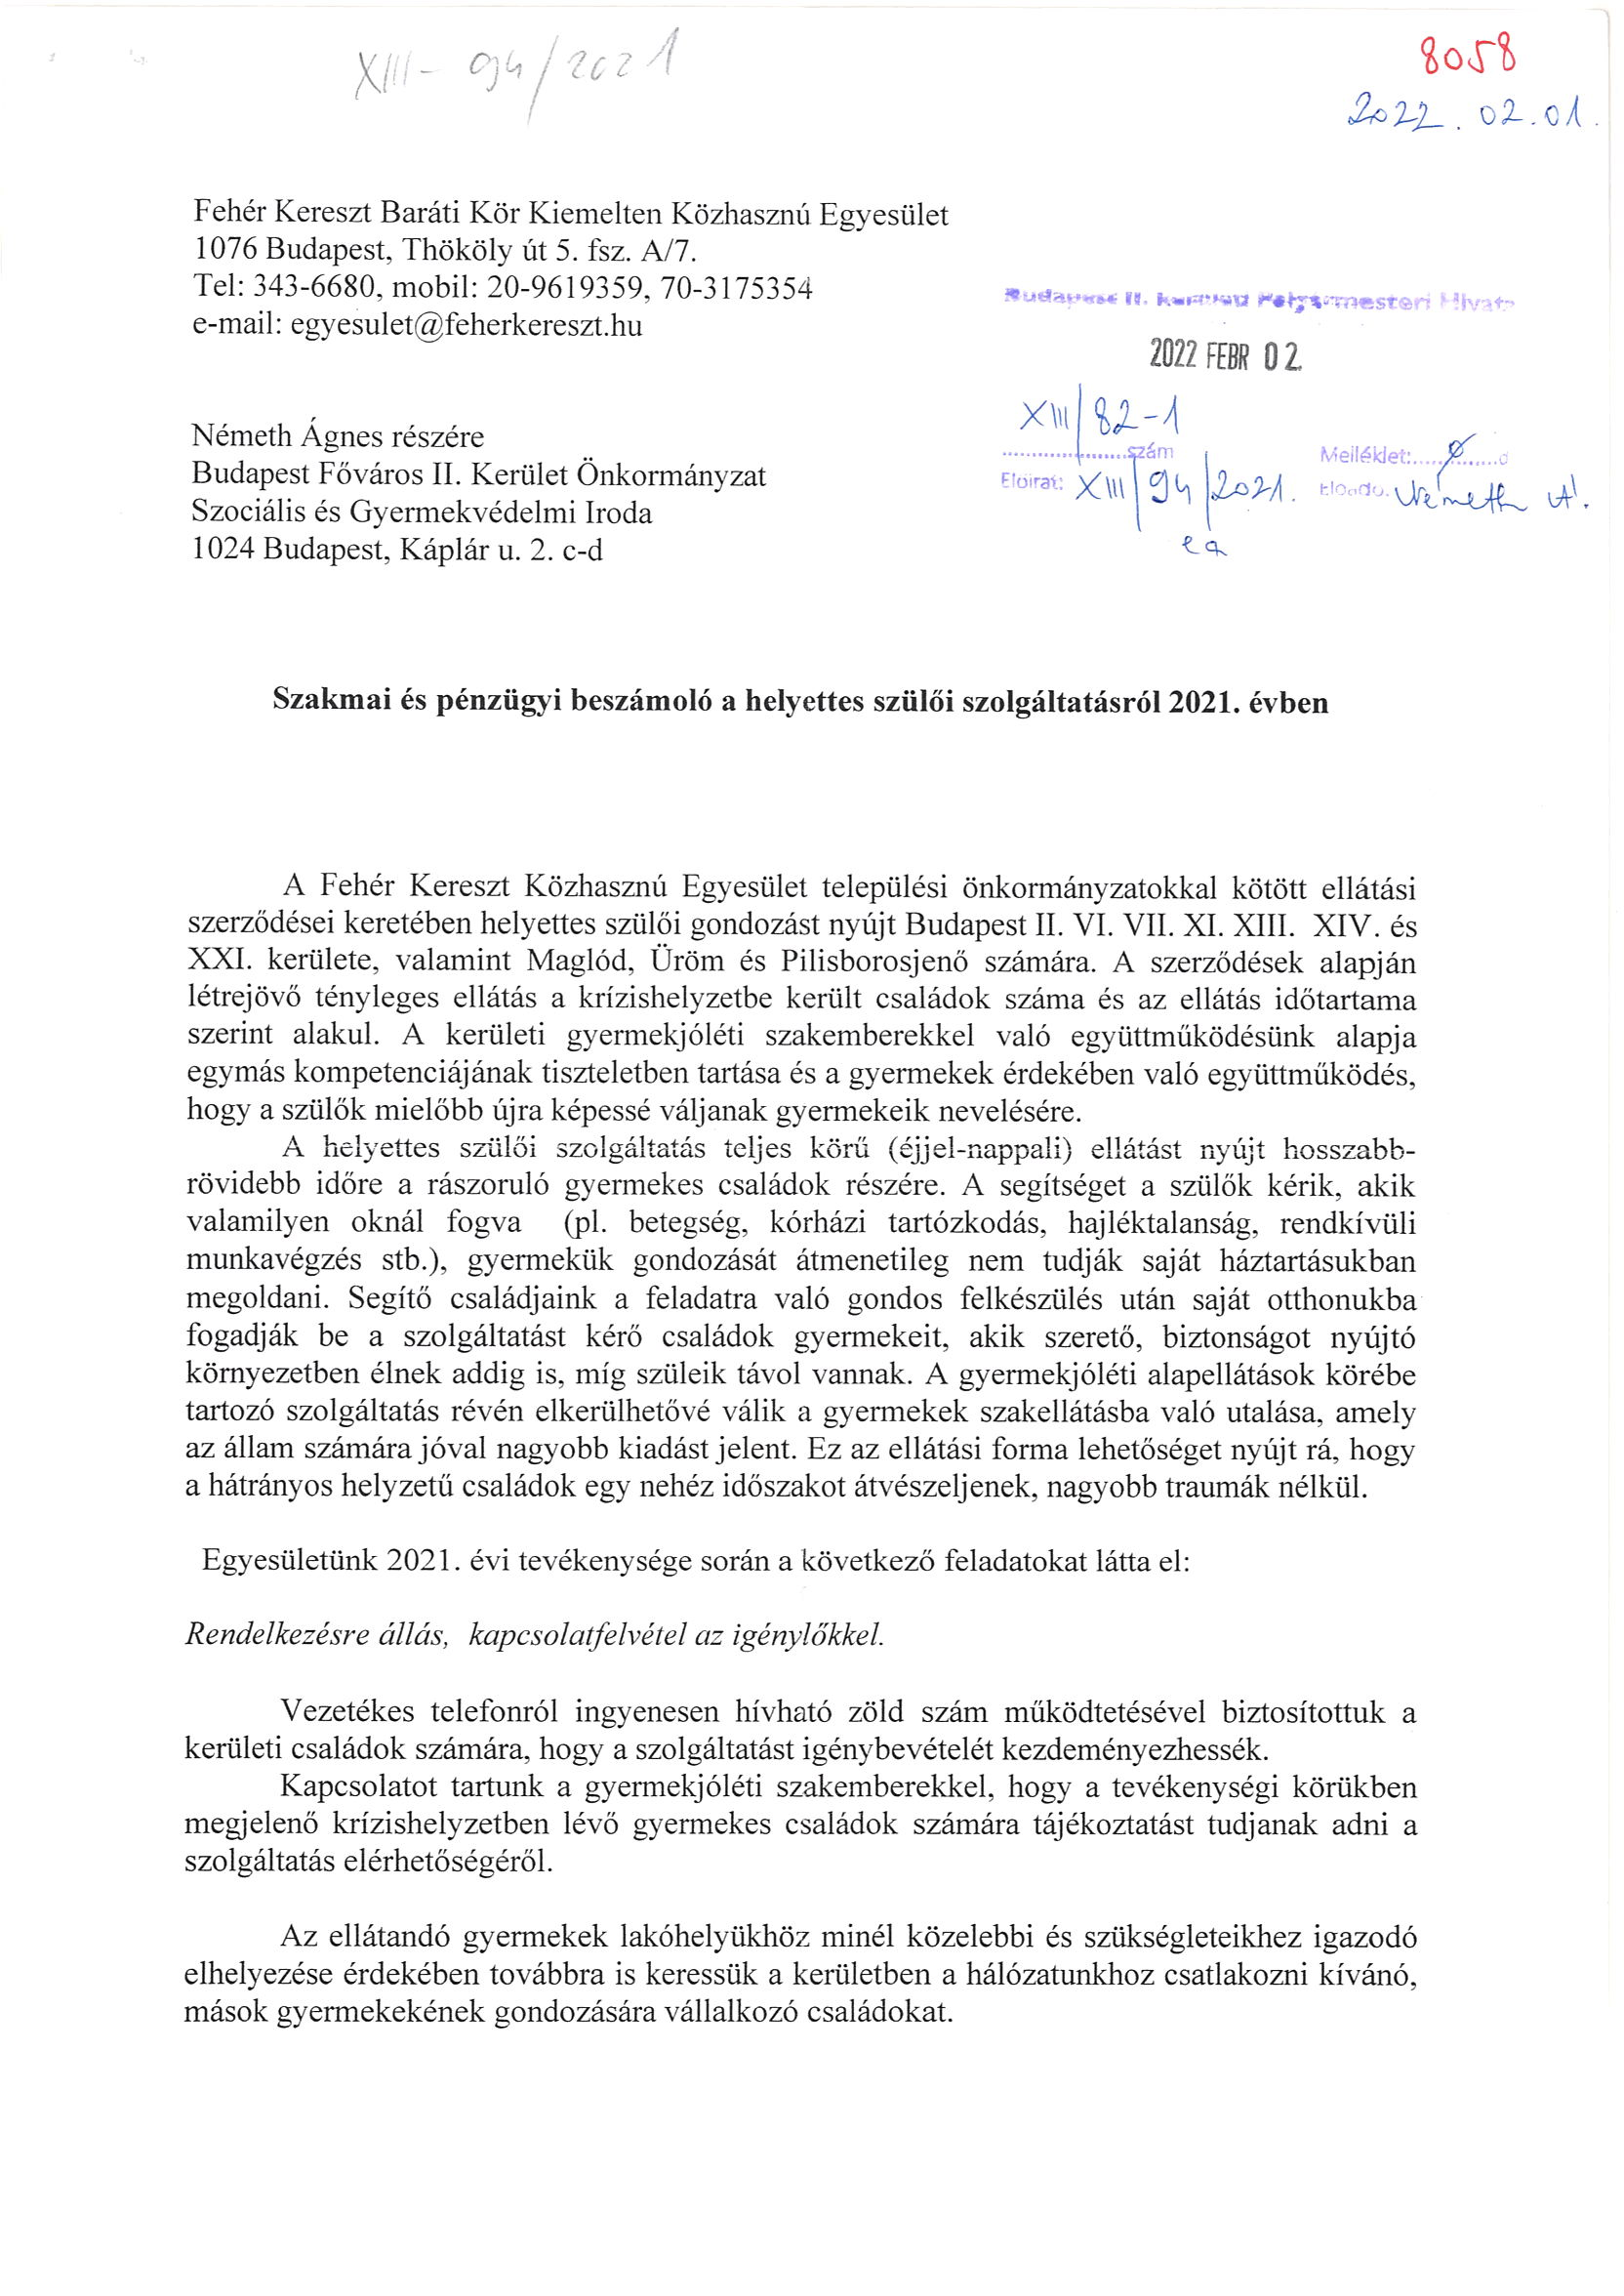 XIII- 94/2021
8058
2022. 02. 01.
Fehér Kereszt Baráti Kör Kiemelten Közhasznú Egyesület
1076 Budapest, Thököly út 5. fsz. A/7.
Tel: 343-6680, mobil: 20-9619359, 70-3175354
e-mail: egyesulet@feherkereszt.hu
Budapest II. Kerületi Polgármesteri Hivata
2022 FEBR 02.
XIII/82-1
szám
Melléklet:
Előirat: XIII/94/2021.
Előadó: Németh Á.
ea
Németh Ágnes részére
Budapest Főváros II. Kerület Önkormányzat
Szociális és Gyermekvédelmi Iroda
1024 Budapest, Káplár u. 2. c-d
Szakmai és pénzügyi beszámoló a helyettes szülői szolgáltatásról 2021. évben
A Fehér Kereszt Közhasznú Egyesület települési önkormányzatokkal kötött ellátási
szerződései keretében helyettes szülői gondozást nyújt Budapest II. VI. VII. XI. XIII. XIV. és
XXI. kerülete, valamint Maglód, Üröm és Pilisborosjenő számára. A szerződések alapján
létrejövő tényleges ellátás a krízishelyzetbe került családok száma és az ellátás időtartama
szerint alakul. A kerületi gyermekjóléti szakemberekkel való együttműködésünk alapja
egymás kompetenciájának tiszteletben tartása és a gyermekek érdekében való együttműködés,
hogy a szülők mielőbb újra képessé váljanak gyermekeik nevelésére.
A helyettes szülői szolgáltatás teljes körű (éjjel-nappali) ellátást nyújt hosszabb-
rövidebb időre a rászoruló gyermekes családok részére. A segítséget a szülők kérik, akik
valamilyen oknál fogva (pl. betegség, kórházi tartózkodás, hajléktalanság, rendkívüli
munkavégzés stb.), gyermekük gondozását átmenetileg nem tudják saját háztartásukban
megoldani. Segítő családjaink a feladatra való gondos felkészülés után saját otthonukba
fogadják be a szolgáltatást kérő családok gyermekeit, akik szerető, biztonságot nyújtó
környezetben élnek addig is, míg szüleik távol vannak. A gyermekjóléti alapellátások körébe
tartozó szolgáltatás révén elkerülhetővé válik a gyermekek szakellátásba való utalása, amely
az állam számára jóval nagyobb kiadást jelent. Ez az ellátási forma lehetőséget nyújt rá, hogy
a hátrányos helyzetű családok egy nehéz időszakot átvészeljenek, nagyobb traumák nélkül.
Egyesületünk 2021. évi tevékenysége során a következő feladatokat látta el:
Rendelkezésre állás, kapcsolatfelvétel az igénylőkkel.
Vezetékes telefonról ingyenesen hívható zöld szám működtetésével biztosítottuk a
kerületi családok számára, hogy a szolgáltatást igénybevételét kezdeményezhessék.
Kapcsolatot tartunk a gyermekjóléti szakemberekkel, hogy a tevékenységi körükben
megjelenő krízishelyzetben lévő gyermekes családok számára tájékoztatást tudjanak adni a
szolgáltatás elérhetőségéről.
Az ellátandó gyermekek lakóhelyükhöz minél közelebbi és szükségleteikhez igazodó
elhelyezése érdekében továbbra is keressük a kerületben a hálózatunkhoz csatlakozni kívánó,
mások gyermekekének gondozására vállalkozó családokat.